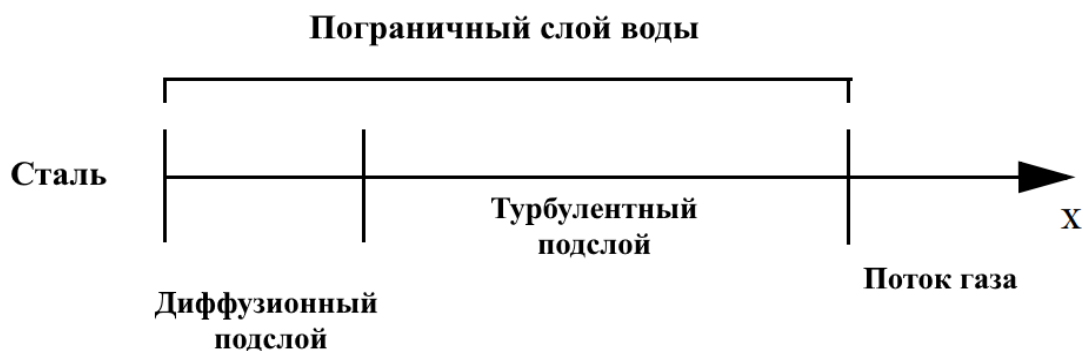 Пограничный слой воды
Сталь
Турбулентный
подслой
X
Поток газа
Диффузионный
подслой